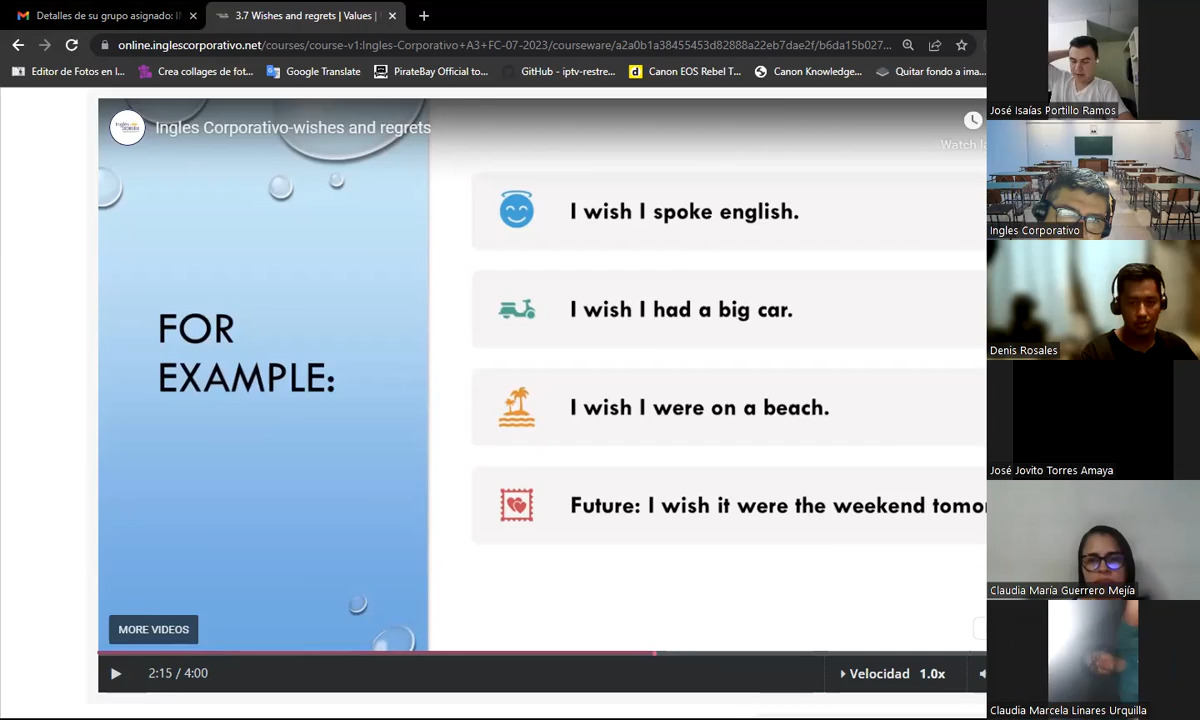 Detalles de su grupo asignado: I
3.7 Wishes and regrets | Values |
online.inglescorporativo.net/courses/course-v1:Ingles-Corporativo+A3+FC-07-2023/courseware/a2a0b1a38455453d82888a22eb7dae2f/b6da15b027...
Editor de Fotos en l...
Crea collages de fot...
Google Translate
PirateBay Official to...
GitHub - iptv-restre...
Canon EOS Rebel T...
Canon Knowledge...
Quitar fondo a ima...
Ingles Corporativo-wishes and regrets
Watch la
FOR
EXAMPLE:
I wish I spoke english.
I wish I had a big car.
I wish I were on a beach.
Future: I wish it were the weekend tomo
MORE VIDEOS
2:15 / 4:00
Velocidad 1.0x
José Isaías Portillo Ramos
Ingles Corporativo
Denis Rosales
José Jovito Torres Amaya
Claudia María Guerrero Mejía
Claudia Marcela Linares Urquilla